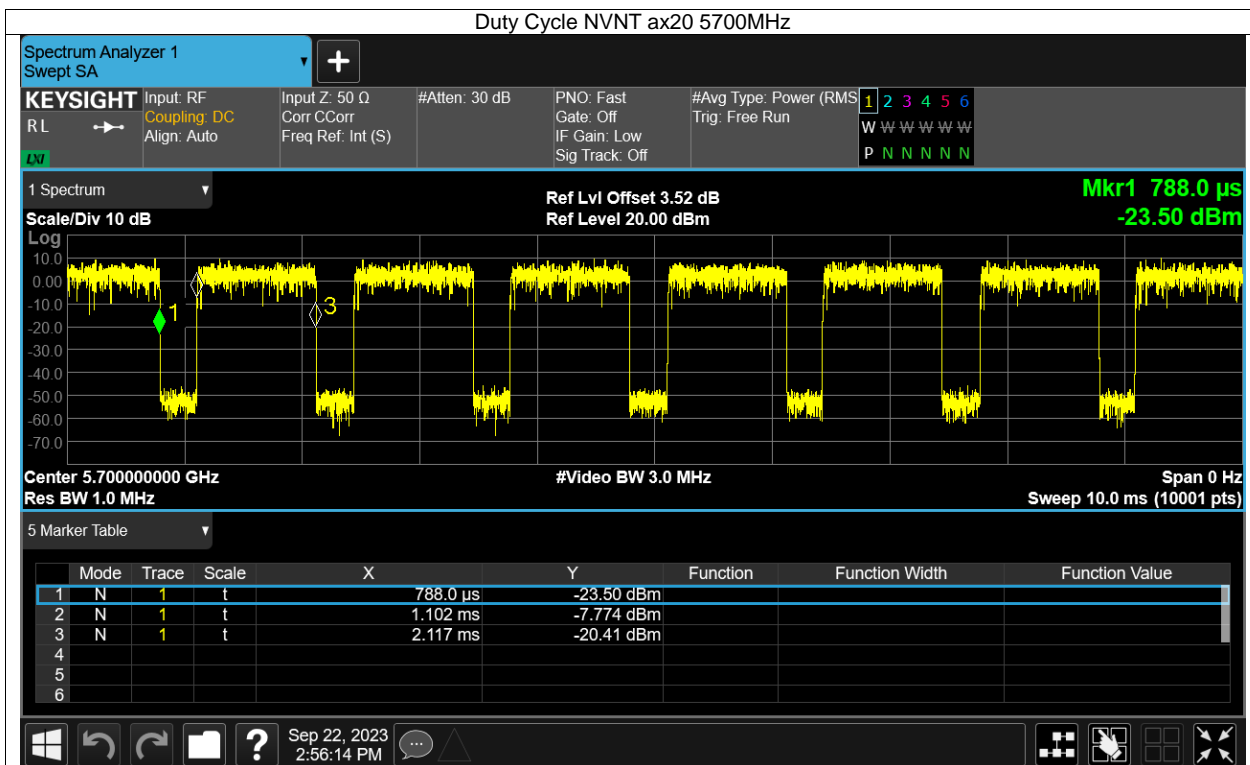 Duty Cycle NVNT ax20 5700MHz
Spectrum Analyzer 1
Swept SA
KEYSIGHT Input: RF Input Z: 50 Ω #Atten: 30 dB PNO: Fast #Avg Type: Power (RMS 1 2 3 4 5 6
R L Coupling: DC Corr CCorr Gate: Off Trig: Free Run W W W W W W
Align: Auto Freq Ref: Int (S) IF Gain: Low
LXI Sig Track: Off P N N N N N
1 Spectrum Ref Lvl Offset 3.52 dB Mkr1 788.0 µs
Scale/Div 10 dB Ref Level 20.00 dBm -23.50 dBm
Log
10.0
0.00
-10.0
1 3
-20.0
-30.0
-40.0
-50.0
-60.0
-70.0
Center 5.700000000 GHz #Video BW 3.0 MHz Span 0 Hz
Res BW 1.0 MHz Sweep 10.0 ms (10001 pts)
5 Marker Table
Mode Trace Scale X Y Function Function Width Function Value
1 N 1 t 788.0 µs -23.50 dBm
2 N 1 t 1.102 ms -7.774 dBm
3 N 1 t 2.117 ms -20.41 dBm
4
5
6
? Sep 22, 2023
2:56:14 PM